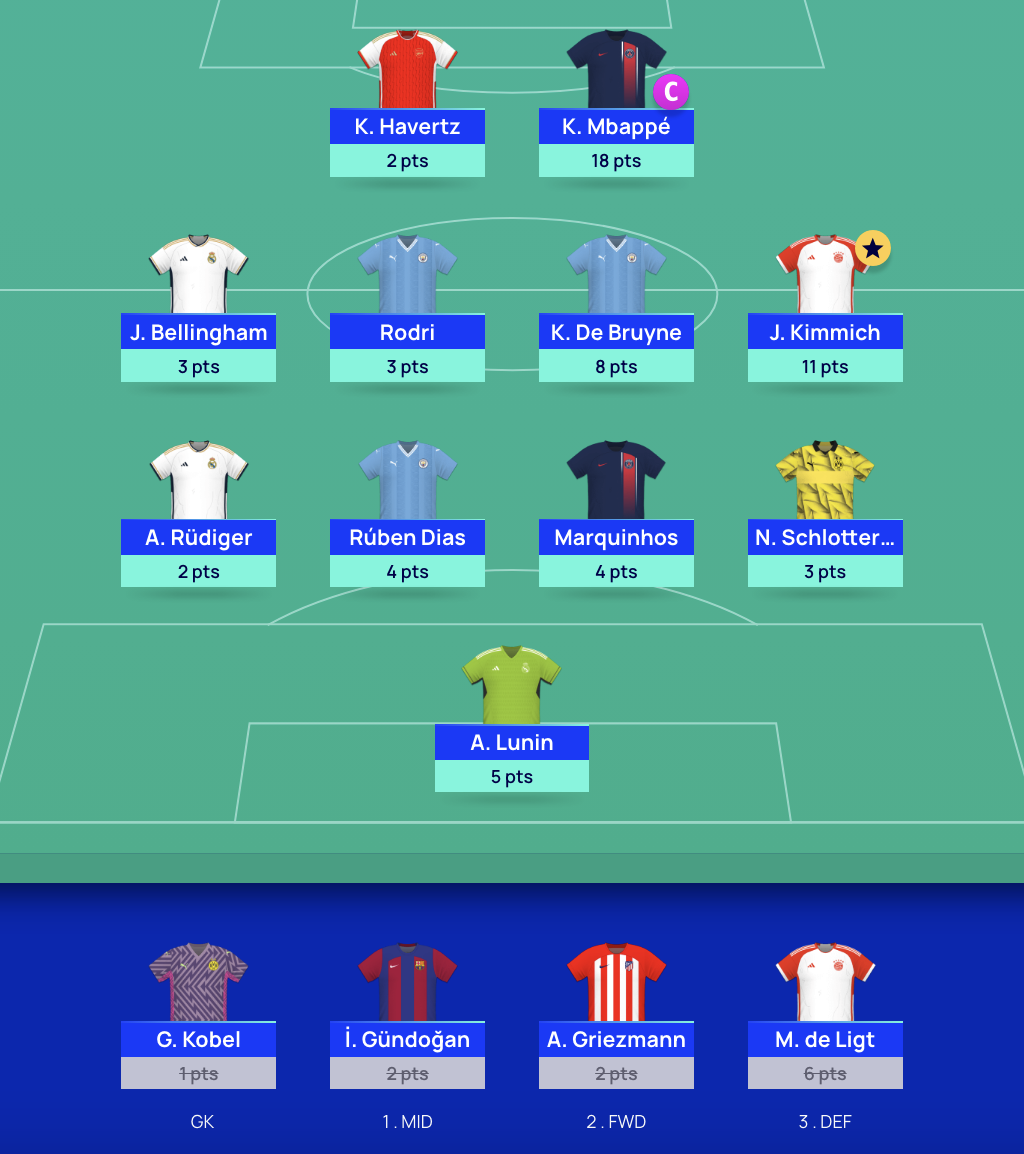 C
K. Havertz
K. Mbappé
2 pts
18 pts
J. Bellingham
Rodri
K. De Bruyne
J. Kimmich
3 pts
3 pts
8 pts
11 pts
A. Rüdiger
Rúben Dias
Marquinhos
N. Schlotter...
2 pts
4 pts
4 pts
3 pts
A. Lunin
5 pts
G. Kobel
İ. Gündoğan
A. Griezmann
M. de Ligt
1 pts
2 pts
2 pts
6 pts
GK
1 . MID
2 . FWD
3 . DEF